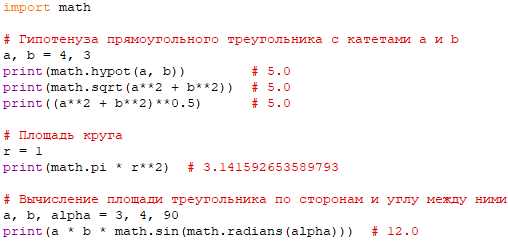 import math
# Гипотенуза прямоугольного треугольника с катетами a и b
a, b = 4, 3
print(math.hypot(a, b))        # 5.0
print(math.sqrt(a**2 + b**2))  # 5.0
print((a**2 + b**2)**0.5)      # 5.0
# Площадь круга
r = 1
print(math.pi * r**2)  # 3.141592653589793
# Вычисление площади треугольника по сторонам и углу между ними
a, b, alpha = 3, 4, 90
print(a * b * math.sin(math.radians(alpha)))  # 12.0